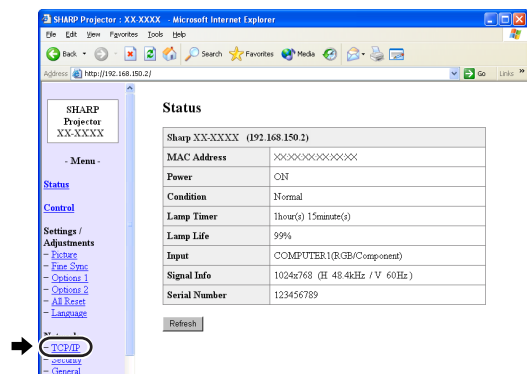 SHARP Projector : XX-XXXX - Microsoft Internet Explorer
File Edit View Favorites Tools Help
Back Search Favorites Media
Address http://192.168.150.2/ Go Links »
SHARP
Projector
XX-XXXX
- Menu -
Status
Control
Settings /
Adjustments
- Picture
- Fine Sync
- Options 1
- Options 2
- All Reset
- Language
- TCP/IP
- Security
- General
Status
Sharp XX-XXXX (192.168.150.2)
MAC Address XXXXXXXXXXXX
Power ON
Condition Normal
Lamp Timer 1hour(s) 15minute(s)
Lamp Life 99%
Input COMPUTER1(RGB/Component)
Signal Info 1024x768 (H 48.4kHz / V 60Hz)
Serial Number 123456789
Refresh